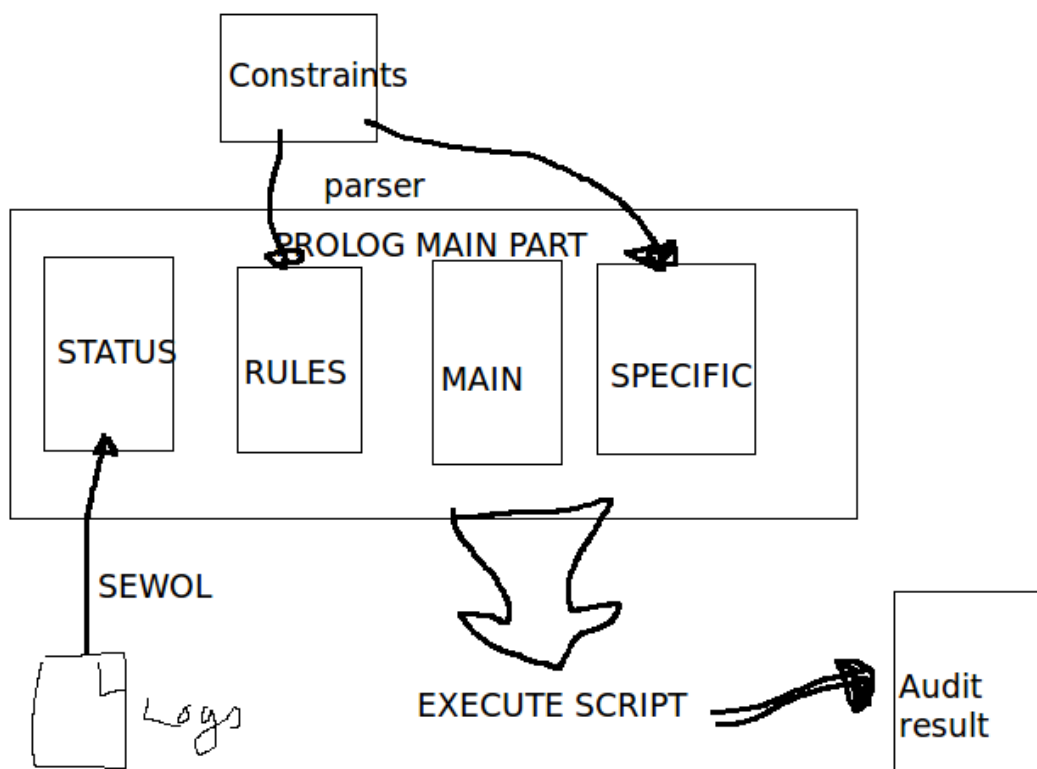 Constraints
parser
PROLOG MAIN PART
STATUS
RULES
MAIN
SPECIFIC
SEWOL
Logs
EXECUTE SCRIPT
Audit
result